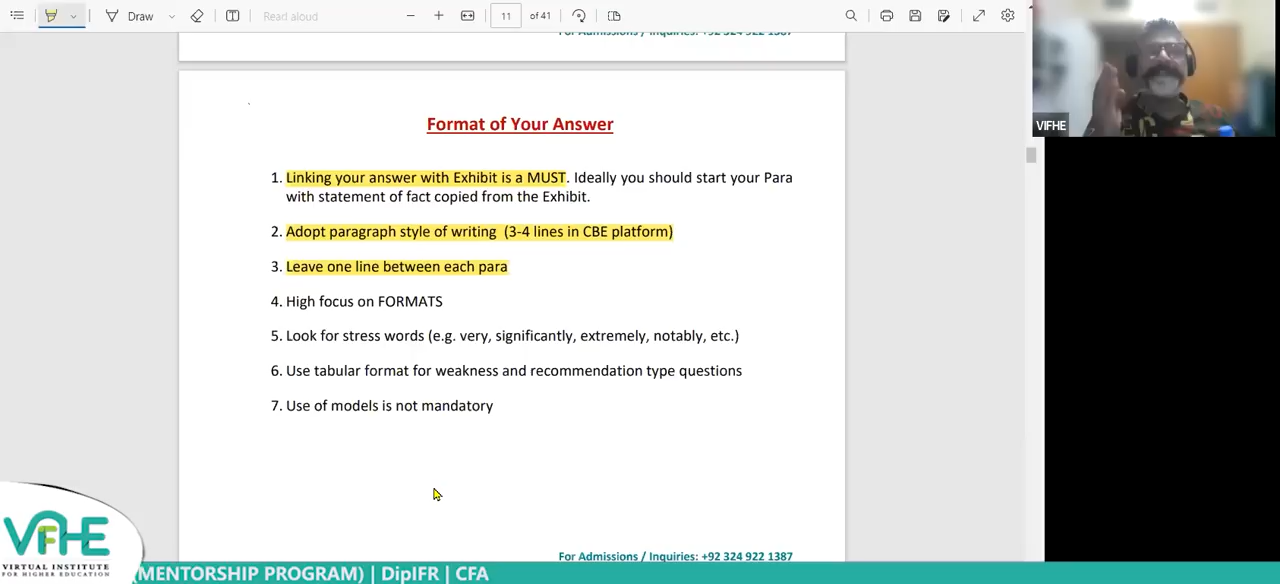 Draw
Read aloud
11
of 41
For Admissions / Inquiries: +92 324 922 1387
VIFHE
Format of Your Answer
1. Linking your answer with Exhibit is a MUST. Ideally you should start your Para
with statement of fact copied from the Exhibit.
2. Adopt paragraph style of writing (3-4 lines in CBE platform)
3. Leave one line between each para
4. High focus on FORMATS
5. Look for stress words (e.g. very, significantly, extremely, notably, etc.)
6. Use tabular format for weakness and recommendation type questions
7. Use of models is not mandatory
For Admissions / Inquiries: +92 324 922 1387
VIFHE
VIRTUAL INSTITUTE
FOR HIGHER EDUCATION
(MENTORSHIP PROGRAM) | DipIFR | CFA